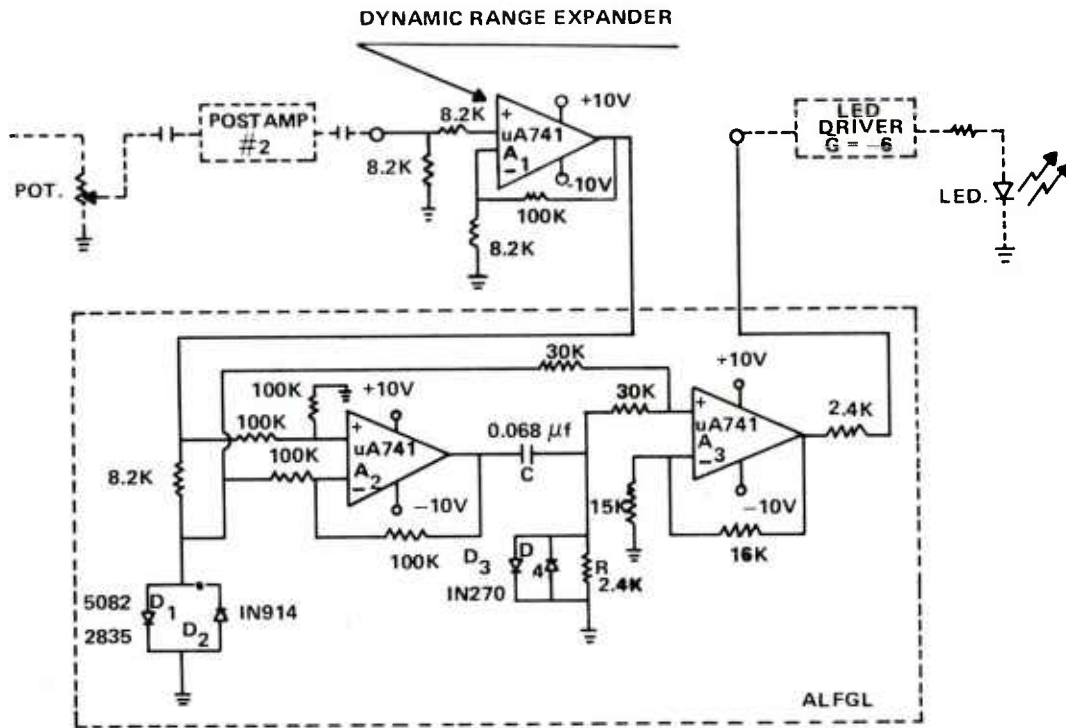 DYNAMIC RANGE EXPANDER
POSTAMP
#2
POT.
8.2K
8.2K
+
uA741
A1
−
+10V
−10V
100K
8.2K
LED
DRIVER
G = −6
LED.
30K
100K
+10V
100K
+
uA741
A2
−
100K
−10V
100K
8.2K
0.068 μf
C
30K
+10V
+
uA741
A3
−
−10V
2.4K
15K
16K
D3
D4
IN270
R
2.4K
5082
2835
D1
D2
IN914
ALFGL